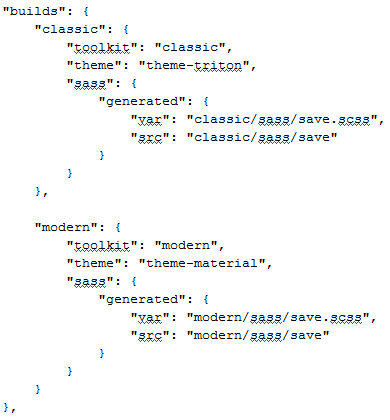 "builds": {
    "classic": {
        "toolkit": "classic",
        "theme": "theme-triton",
        "sass": {
            "generated": {
                "var": "classic/sass/save.scss",
                "src": "classic/sass/save"
            }
        }
    },

    "modern": {
        "toolkit": "modern",
        "theme": "theme-material",
        "sass": {
            "generated": {
                "var": "modern/sass/save.scss",
                "src": "modern/sass/save"
            }
        }
    }
},